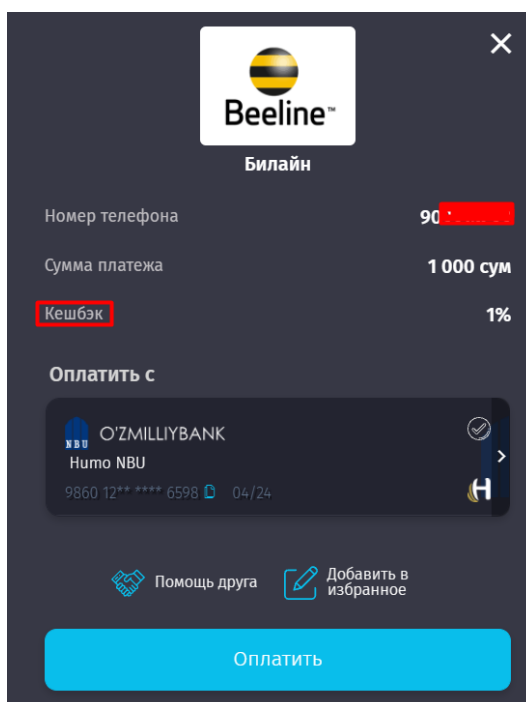 Beeline™
Билайн
Номер телефона 90
Сумма платежа 1 000 сум
Кешбэк 1%
Оплатить с
NBU O'ZMILLIYBANK
Humo NBU
9860 12** **** 6598 04/24
Помощь друга
Добавить в
избранное
Оплатить